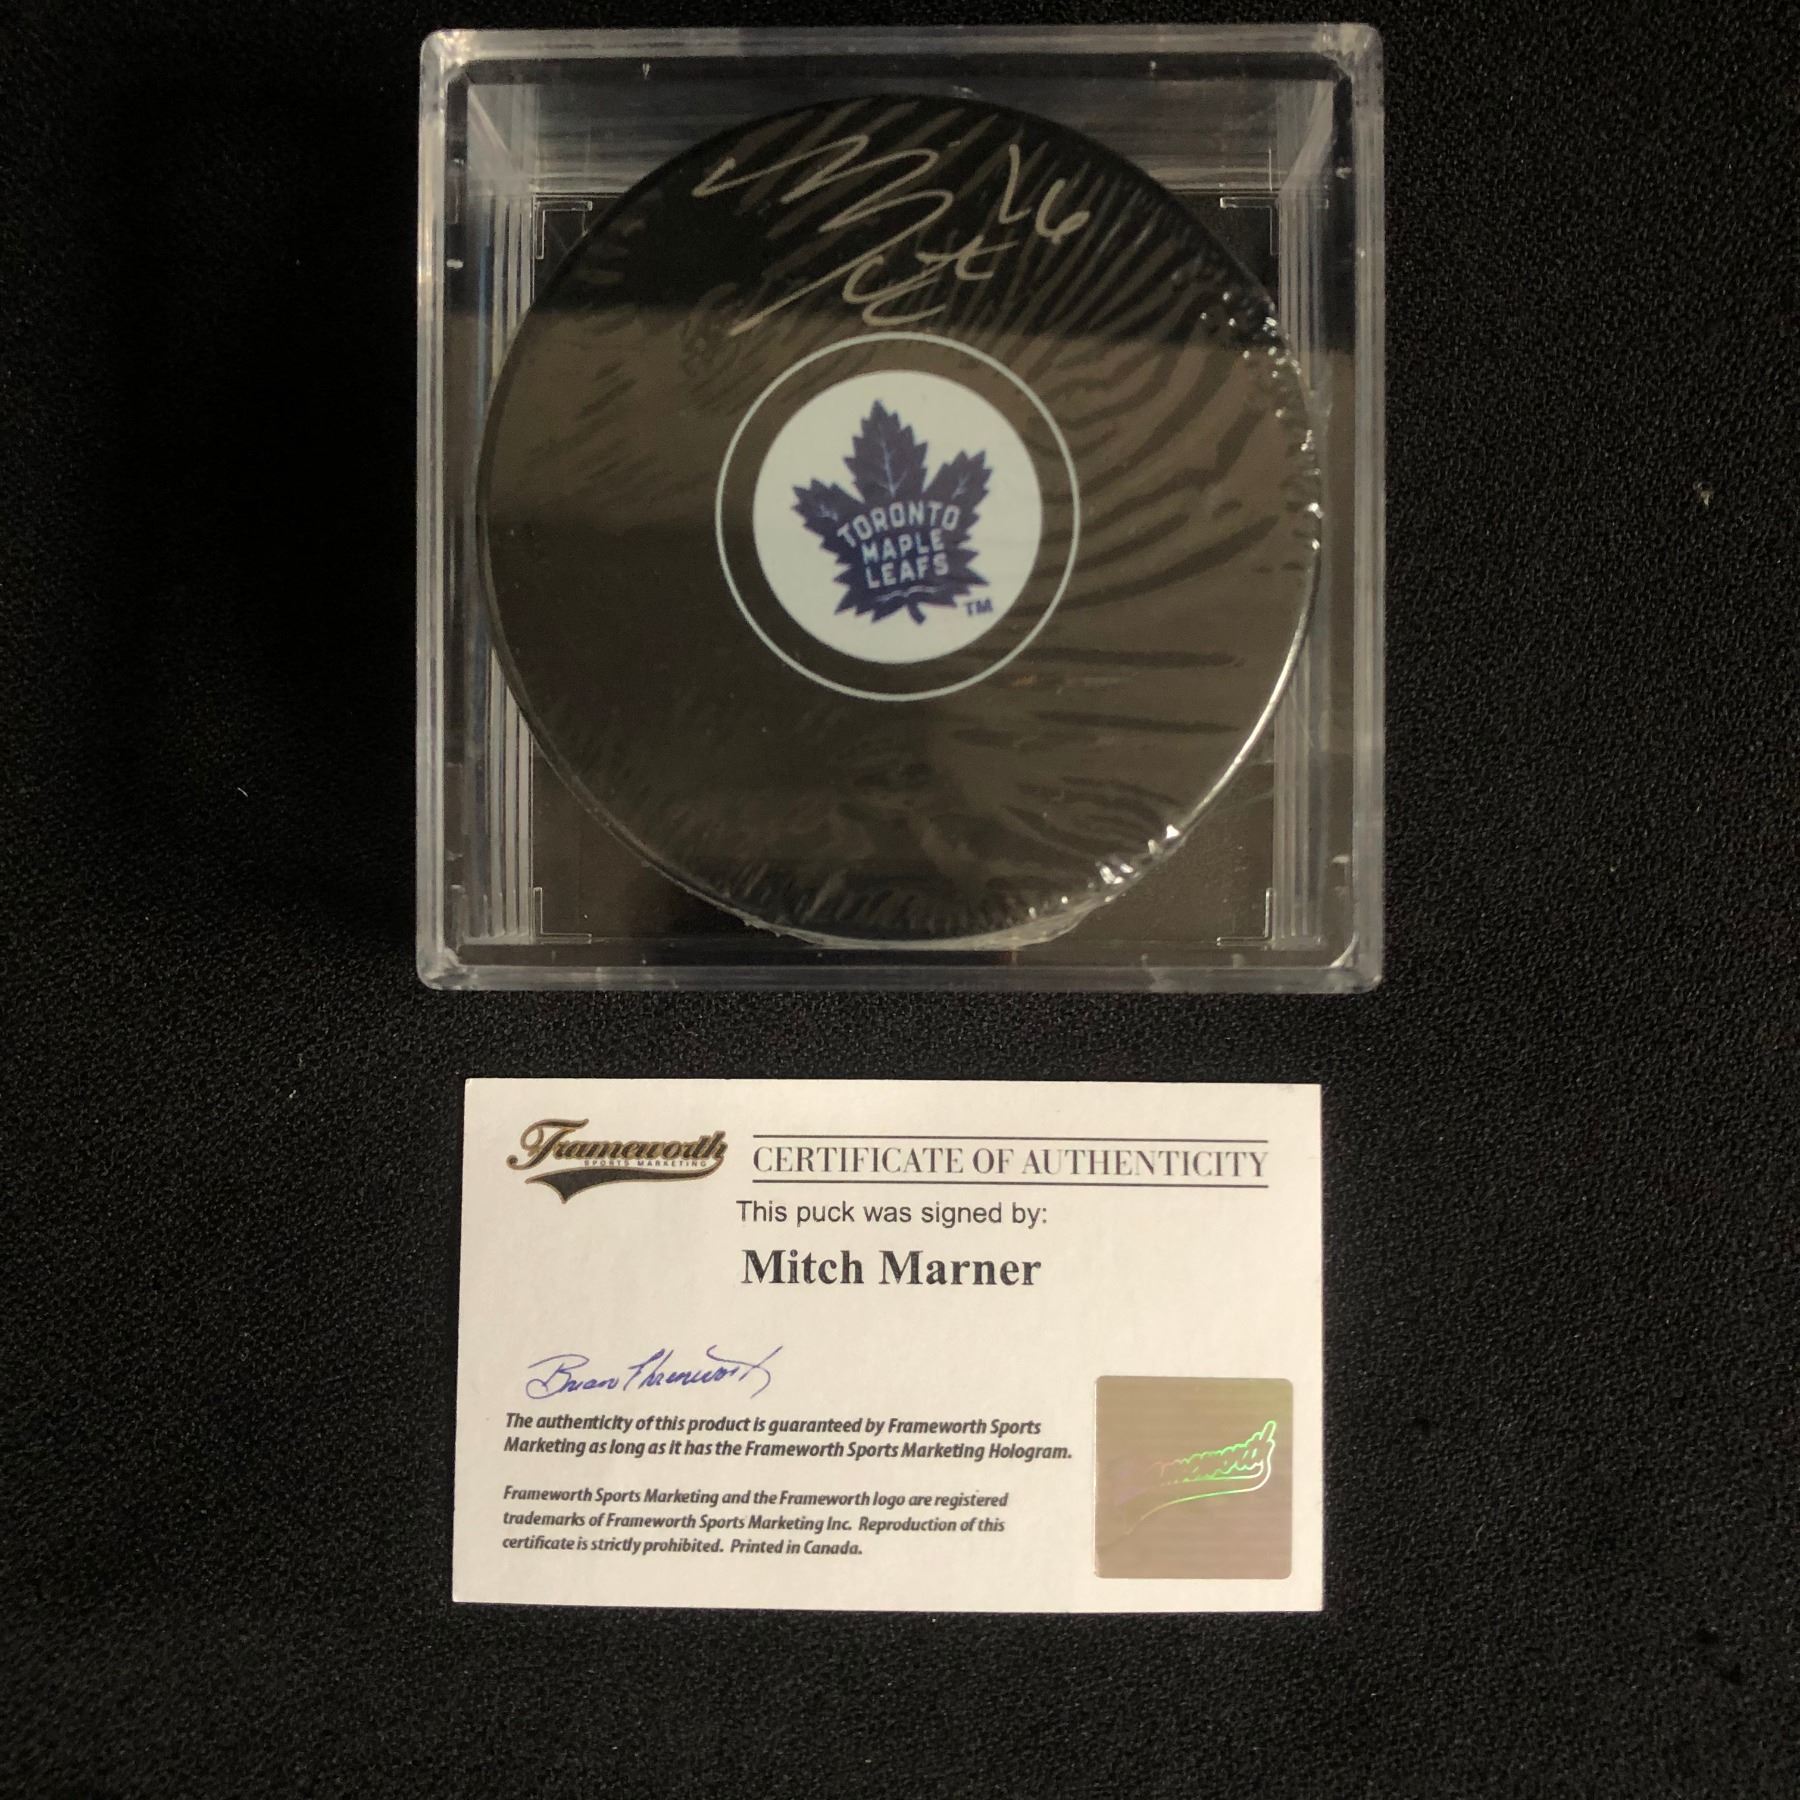 16
TORONTO
MAPLE
LEAFS
TM
Frameworth
SPORTS MARKETING
CERTIFICATE OF AUTHENTICITY
This puck was signed by:
Mitch Marner
The authenticity of this product is guaranteed by Frameworth Sports
Marketing as long as it has the Frameworth Sports Marketing Hologram.
Frameworth Sports Marketing and the Frameworth logo are registered
trademarks of Frameworth Sports Marketing Inc. Reproduction of this
certificate is strictly prohibited. Printed in Canada.
Frameworth